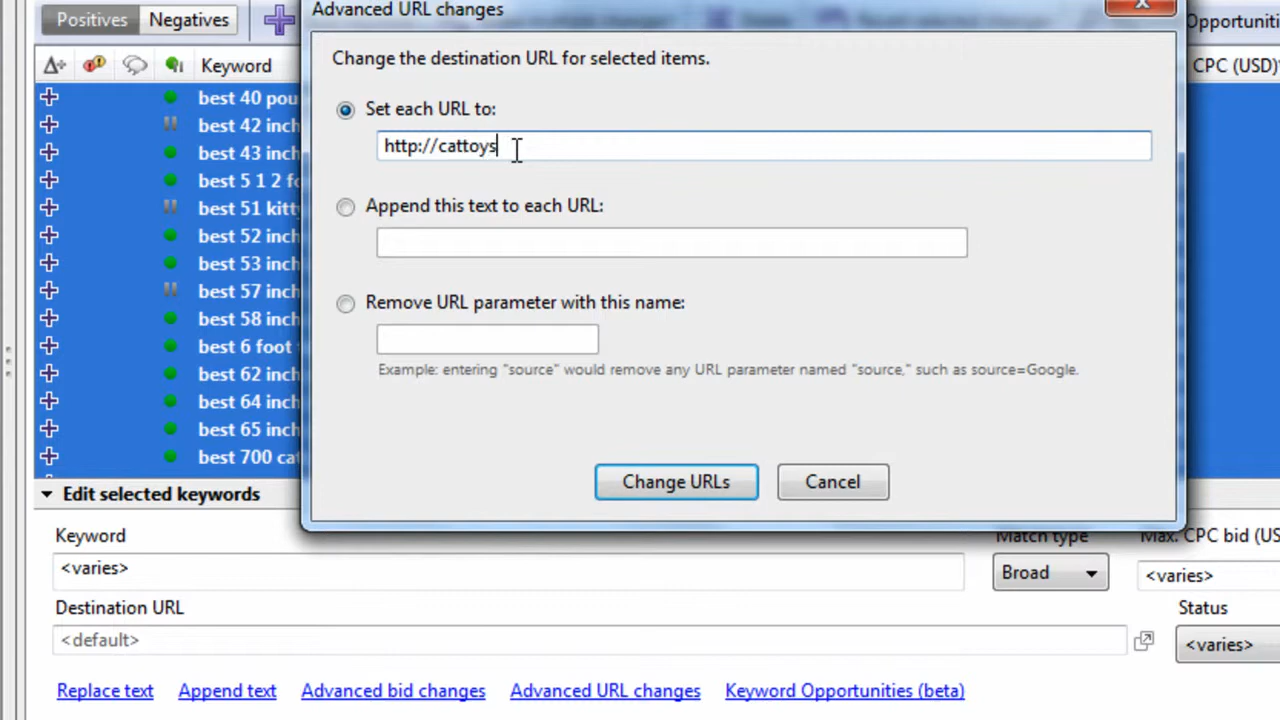 Advanced URL changes
Positives Negatives
Opportuniti
Keyword
CPC (USD)
Change the destination URL for selected items.
Set each URL to:
http://cattoys
Append this text to each URL:
Remove URL parameter with this name:
Example: entering "source" would remove any URL parameter named "source," such as source=Google.
Change URLs Cancel
best 40 pou
best 42 inch
best 43 inch
best 5 1 2 fo
best 51 kitty
best 52 inch
best 53 inch
best 57 inch
best 58 inch
best 6 foot
best 62 inch
best 64 inch
best 65 inch
best 700 cat
Edit selected keywords
Keyword Match type Max. CPC bid (US
<varies> Broad <varies>
Destination URL Status
<default> <varies>
Replace text Append text Advanced bid changes Advanced URL changes Keyword Opportunities (beta)